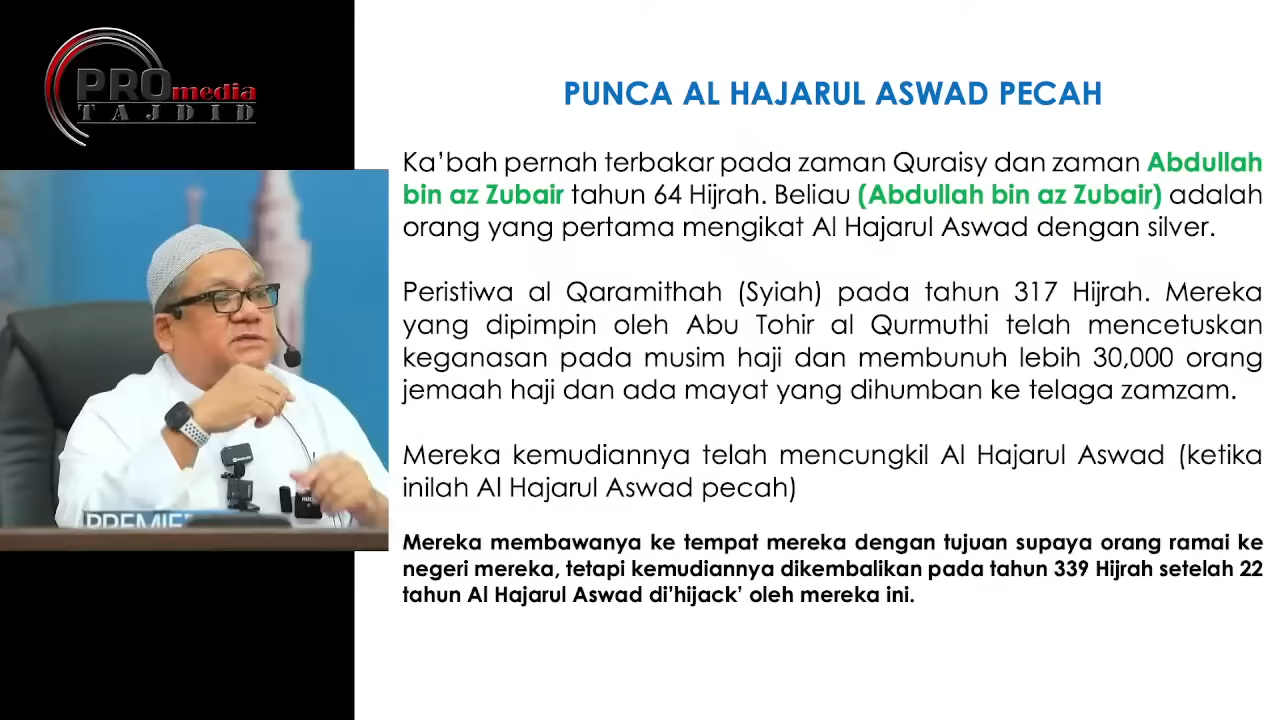 PROmedia
TAJDID
PUNCA AL HAJARUL ASWAD PECAH
Ka’bah pernah terbakar pada zaman Quraisy dan zaman Abdullah
bin az Zubair tahun 64 Hijrah. Beliau (Abdullah bin az Zubair) adalah
orang yang pertama mengikat Al Hajarul Aswad dengan silver.
Peristiwa al Qaramithah (Syiah) pada tahun 317 Hijrah. Mereka
yang dipimpin oleh Abu Tohir al Qurmuthi telah mencetuskan
keganasan pada musim haji dan membunuh lebih 30,000 orang
jemaah haji dan ada mayat yang dihumban ke telaga zamzam.
Mereka kemudiannya telah mencungkil Al Hajarul Aswad (ketika
inilah Al Hajarul Aswad pecah)
Mereka membawanya ke tempat mereka dengan tujuan supaya orang ramai ke
negeri mereka, tetapi kemudiannya dikembalikan pada tahun 339 Hijrah setelah 22
tahun Al Hajarul Aswad di’hijack’ oleh mereka ini.